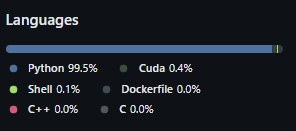 Languages
Python 99.5% Cuda 0.4%
Shell 0.1% Dockerfile 0.0%
C++ 0.0% C 0.0%